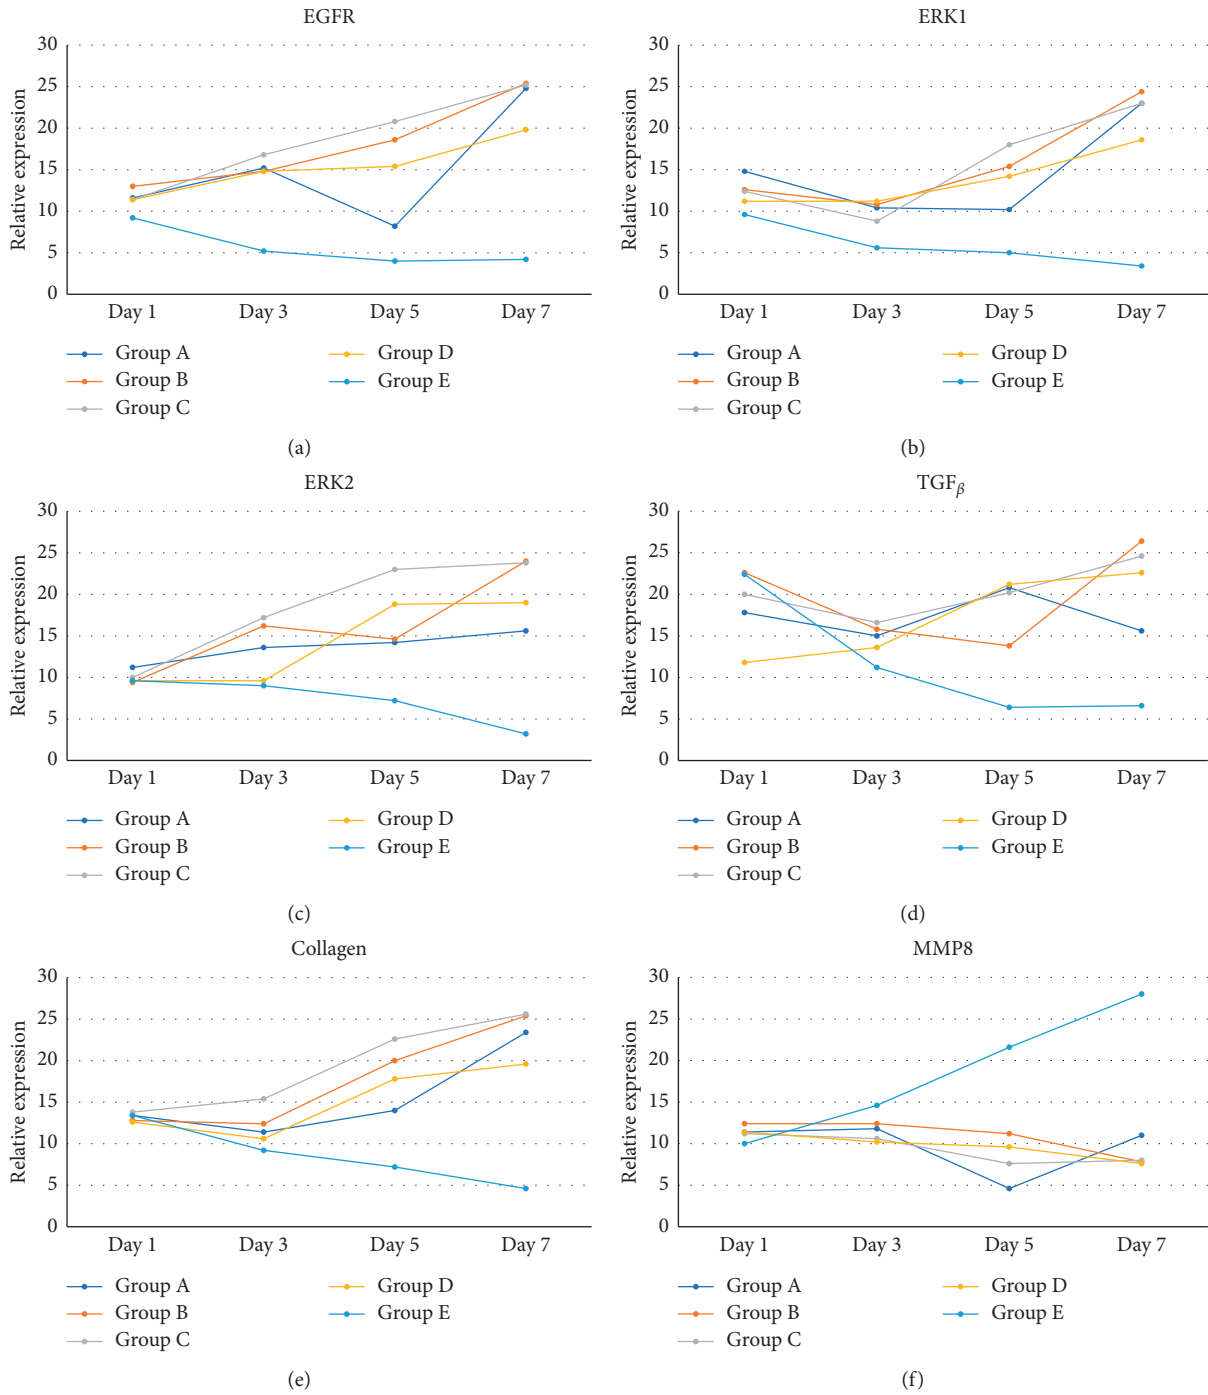 EGFR
Relative expression
30
25
20
15
10
5
0
Day 1 Day 3 Day 5 Day 7
Group A Group D
Group B Group E
Group C
(a)
ERK1
Relative expression
30
25
20
15
10
5
0
Day 1 Day 3 Day 5 Day 7
Group A Group D
Group B Group E
Group C
(b)
ERK2
Relative expression
30
25
20
15
10
5
0
Day 1 Day 3 Day 5 Day 7
Group A Group D
Group B Group E
Group C
(c)
TGFβ
Relative expression
30
25
20
15
10
5
0
Day 1 Day 3 Day 5 Day 7
Group A Group D
Group B Group E
Group C
(d)
Collagen
Relative expression
30
25
20
15
10
5
0
Day 1 Day 3 Day 5 Day 7
Group A Group D
Group B Group E
Group C
(e)
MMP8
Relative expression
30
25
20
15
10
5
0
Day 1 Day 3 Day 5 Day 7
Group A Group D
Group B Group E
Group C
(f)